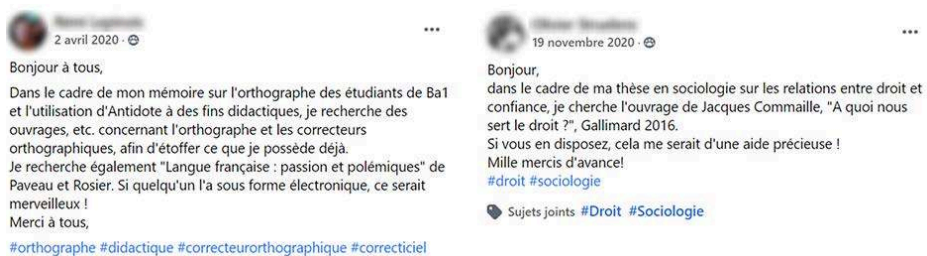 2 avril 2020
Bonjour à tous,
Dans le cadre de mon mémoire sur l'orthographe des étudiants de Ba1
et l'utilisation d'Antidote à des fins didactiques, je recherche des
ouvrages, etc. concernant l'orthographe et les correcteurs
orthographiques, afin d'étoffer ce que je possède déjà.
Je recherche également "Langue française : passion et polémiques" de
Paveau et Rosier. Si quelqu'un l'a sous forme électronique, ce serait
merveilleux !
Merci à tous,
#orthographe #didactique #correcteurorthographique #correcticiel
19 novembre 2020
Bonjour,
dans le cadre de ma thèse en sociologie sur les relations entre droit et
confiance, je cherche l'ouvrage de Jacques Commaille, "A quoi nous
sert le droit ?", Gallimard 2016.
Si vous en disposez, cela me serait d'une aide précieuse !
Mille mercis d'avance!
#droit #sociologie
Sujets joints #Droit #Sociologie